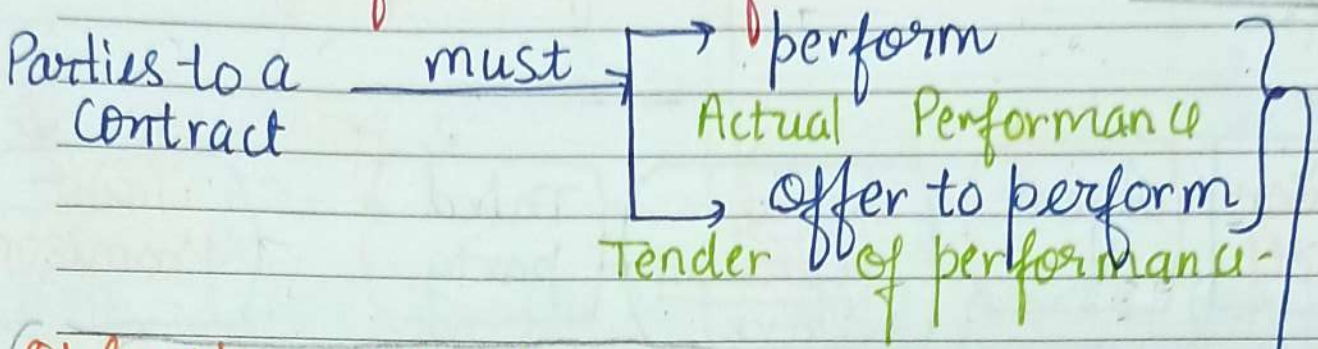 Parties to a must perform
Contract Actual Performance
offer to perform
Tender of performance-